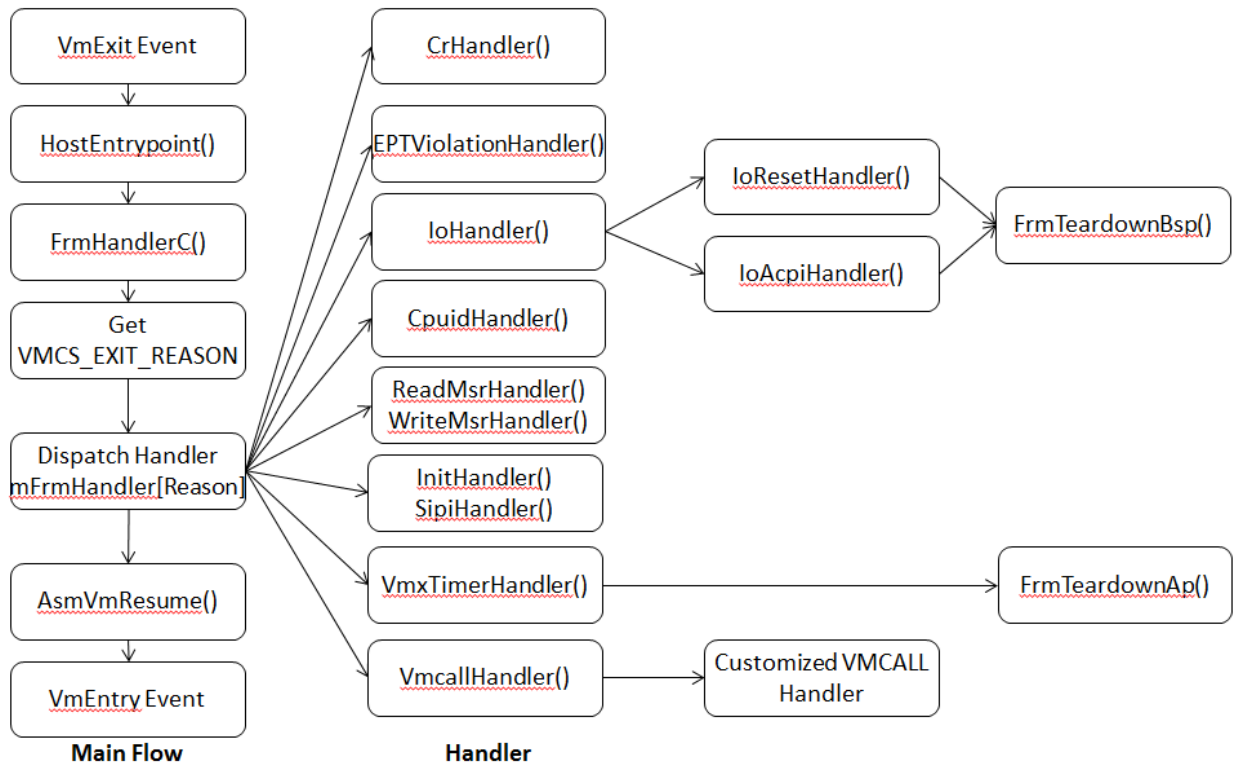 VmExit Event
HostEntrypoint()
FrmHandlerC()
Get
VMCS_EXIT_REASON
Dispatch Handler
mFrmHandler[Reason]
AsmVmResume()
VmEntry Event
Main Flow
CrHandler()
EPTViolationHandler()
IoHandler()
CpuidHandler()
ReadMsrHandler()
WriteMsrHandler()
InitHandler()
SipiHandler()
VmxTimerHandler()
VmcallHandler()
Handler
IoResetHandler()
IoAcpiHandler()
Customized VMCALL
Handler
FrmTeardownBsp()
FrmTeardownAp()